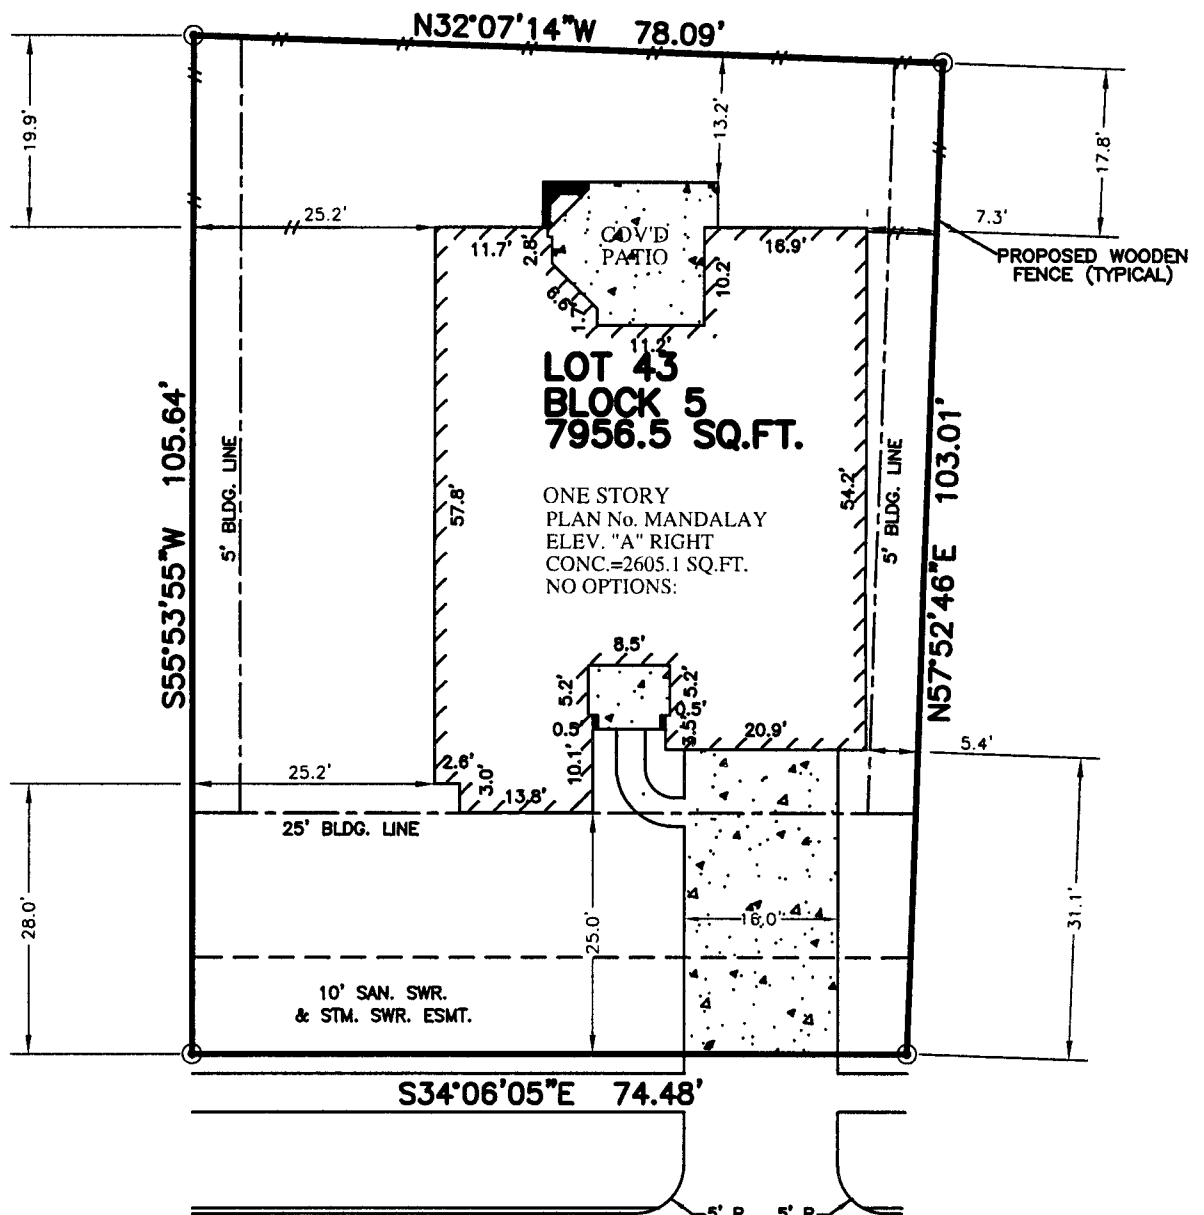 N32°07'14"W 78.09'
19.9'
13.2'
17.8'
25.2'
7.3'
11.7'
2.8'
COV'D
PATIO
16.9'
10.2'
PROPOSED WOODEN
FENCE (TYPICAL)
6.6'
1.7'
11.2'
LOT 43
BLOCK 5
7956.5 SQ.FT.
S55°53'55"W 105.64'
5' BLDG. LINE
57.8'
ONE STORY
PLAN No. MANDALAY
ELEV. "A" RIGHT
CONC.=2605.1 SQ.FT.
NO OPTIONS:
54.2'
5' BLDG. LINE
N57°52'46"E 103.01'
8.5'
5.2'
5.2'
0.5'
0.5'
3.5'
20.9'
5.4'
25.2'
2.6'
3.0'
13.8'
10.1'
25' BLDG. LINE
28.0'
25.0'
16.0'
31.1'
10' SAN. SWR.
& STM. SWR. ESMT.
S34°06'05"E 74.48'
5' R
5' R